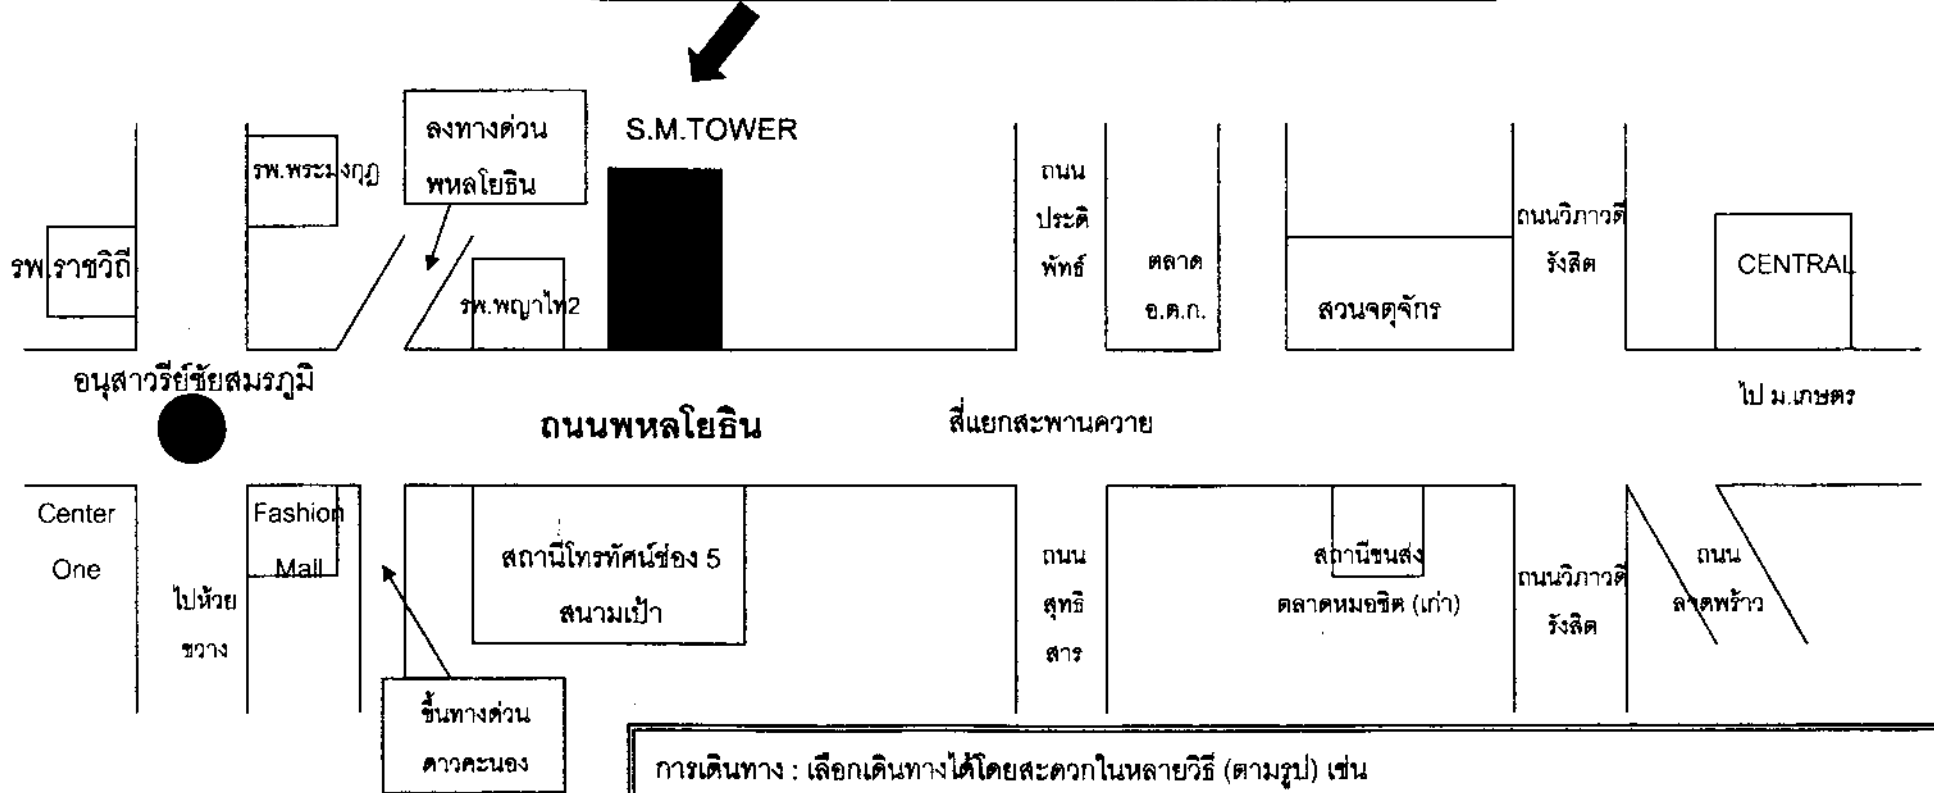 ลงทางด่วน
พหลโยธิน
S.M.TOWER
รพ.พระมงกุฎ
รพ.ราชวิถี
รพ.พญาไท2
ถนน
ประดิ
พัทธ์
ตลาด
อ.ต.ก.
สวนจตุจักร
ถนนวิภาวดี
รังสิต
CENTRAL
อนุสาวรีย์ชัยสมรภูมิ
ถนนพหลโยธิน
สี่แยกสะพานควาย
ไป ม.เกษตร
Center
One
ไปห้วย
ขวาง
Fashion
Mall
สถานีโทรทัศน์ช่อง 5
สนามเป้า
ถนน
สุทธิ
สาร
สถานีขนส่ง
ตลาดหมอชิต (เก่า)
ถนนวิภาวดี
รังสิต
ถนน
ลาดพร้าว
ขึ้นทางด่วน
ดาวคะนอง
การเดินทาง : เลือกเดินทางได้โดยสะดวกในหลายวิธี (ตามรูป) เช่น